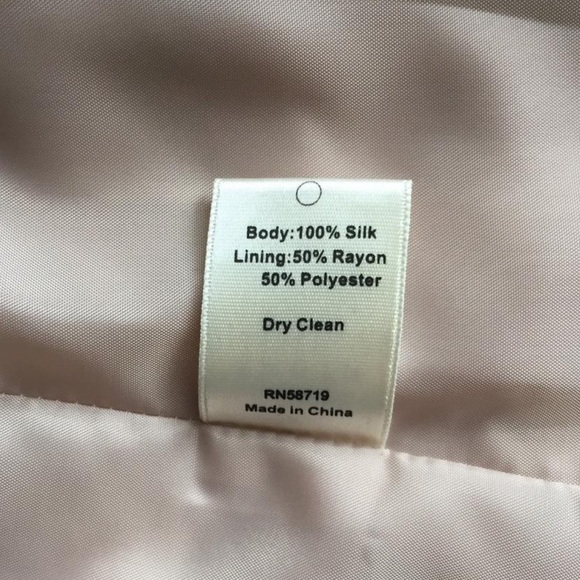 Body:100% Silk
Lining:50% Rayon
50% Polyester
Dry Clean
RN58719
Made in China